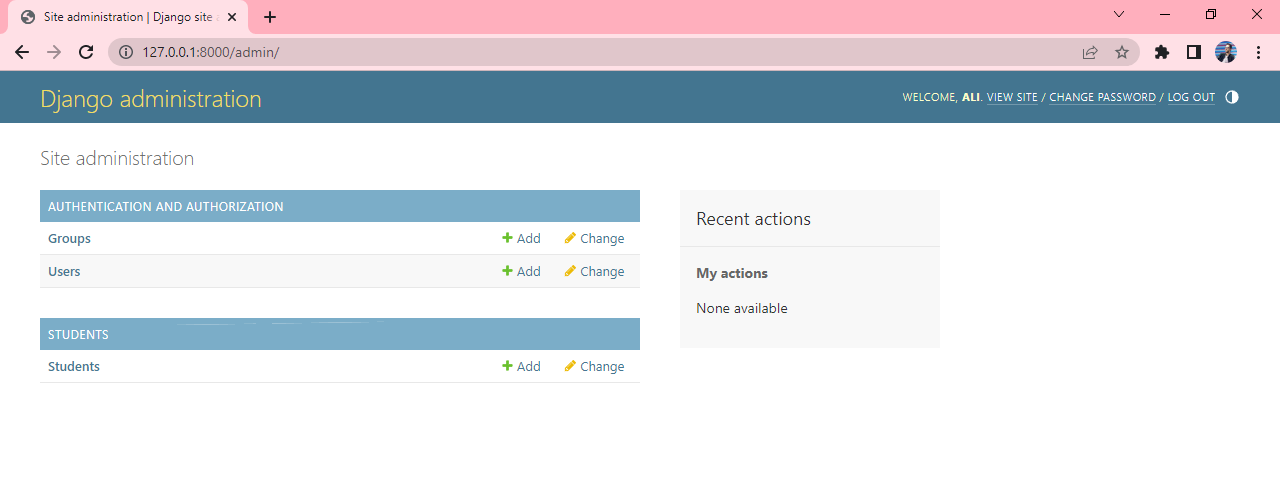 Site administration | Django site a
127.0.0.1:8000/admin/
Django administration
WELCOME, ALI. VIEW SITE / CHANGE PASSWORD / LOG OUT
Site administration
AUTHENTICATION AND AUTHORIZATION
Groups Add Change
Users Add Change
STUDENTS
Students Add Change
Recent actions
My actions
None available